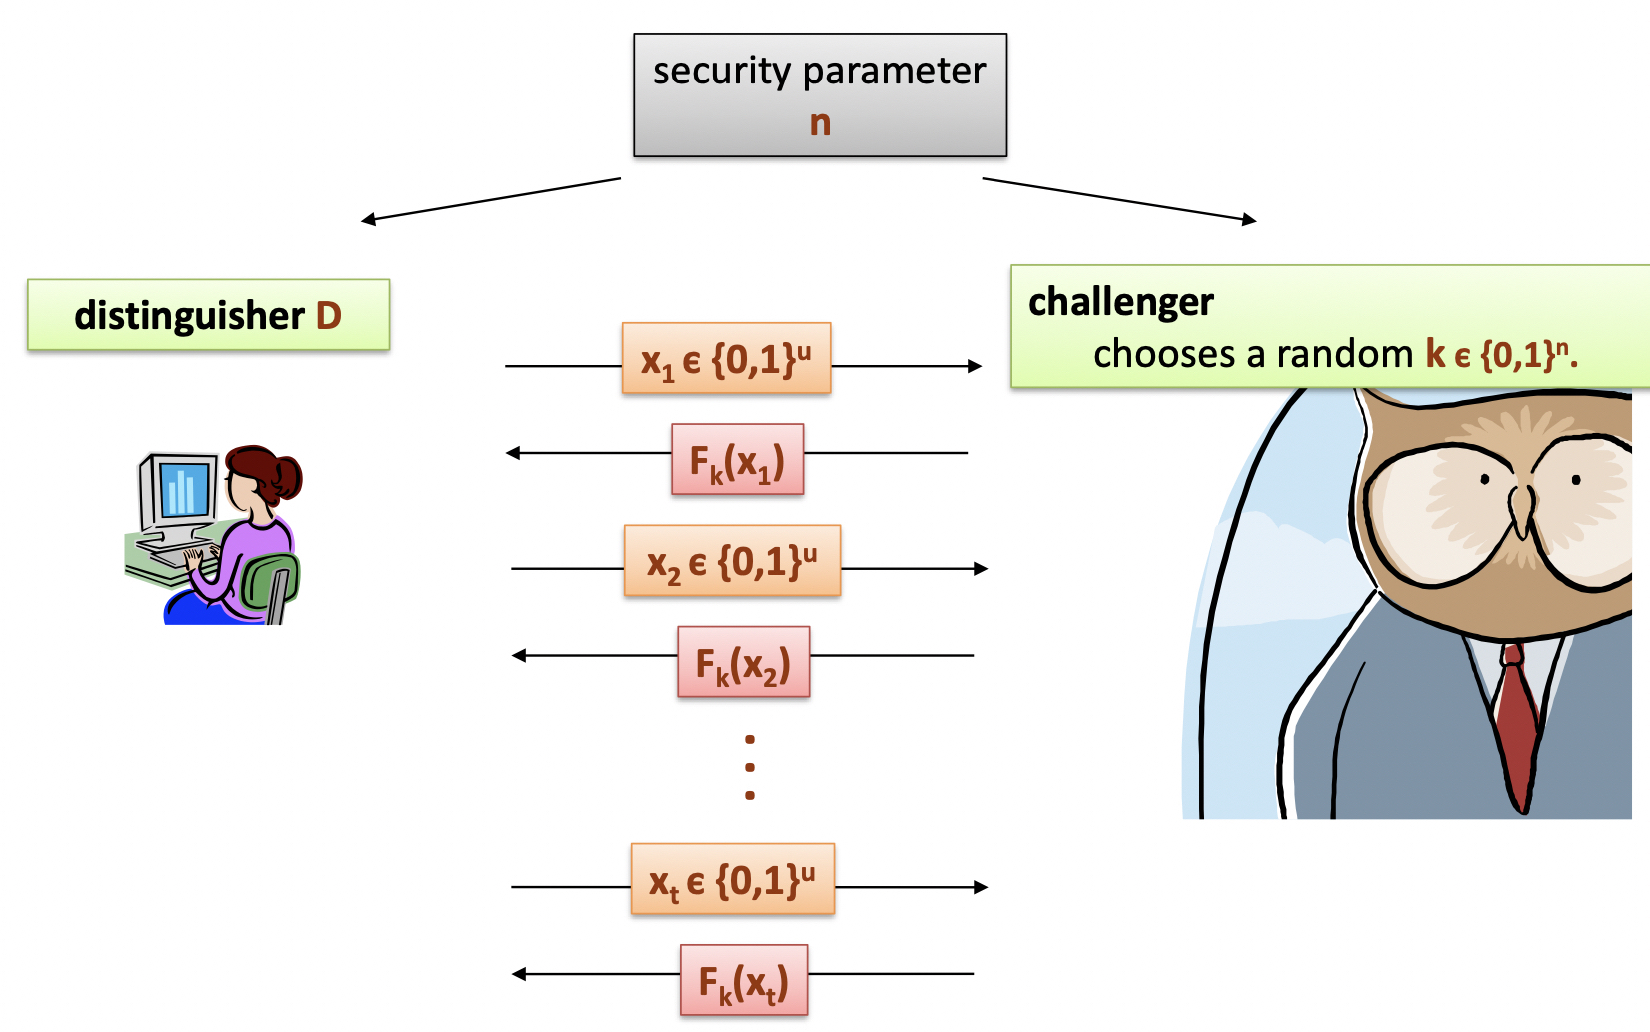 security parameter
n
distinguisher D
challenger
chooses a random k ϵ {0,1}ⁿ.
x₁ ϵ {0,1}ᵘ
Fₖ(x₁)
x₂ ϵ {0,1}ᵘ
Fₖ(x₂)
xₜ ϵ {0,1}ᵘ
Fₖ(xₜ)